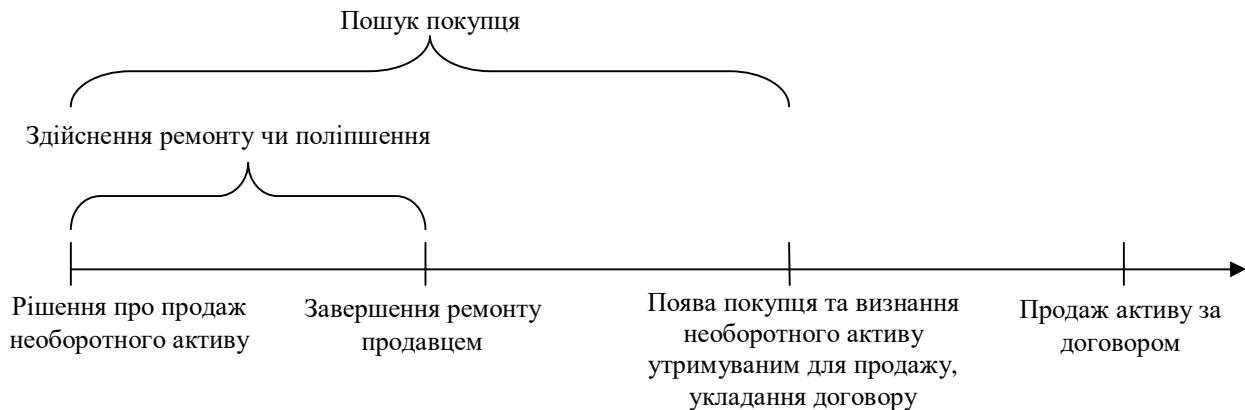 Пошук покупця
Здійснення ремонту чи поліпшення
Рішення про продаж
необоротного активу
Завершення ремонту
продавцем
Поява покупця та визнання
необоротного активу
утримуваним для продажу,
укладання договору
Продаж активу за
договором